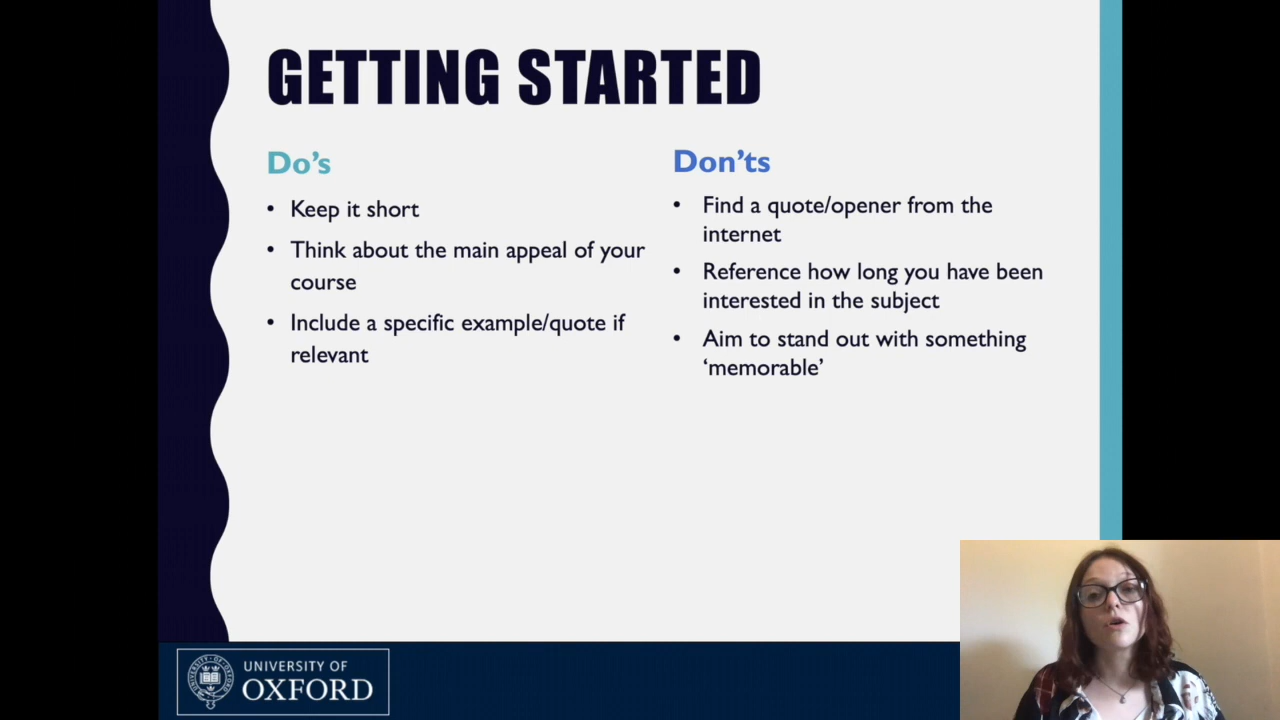 GETTING STARTED
Do's
• Keep it short
• Think about the main appeal of your
course
• Include a specific example/quote if
relevant
Don'ts
• Find a quote/opener from the
internet
• Reference how long you have been
interested in the subject
• Aim to stand out with something
‘memorable’
UNIVERSITY OF
OXFORD